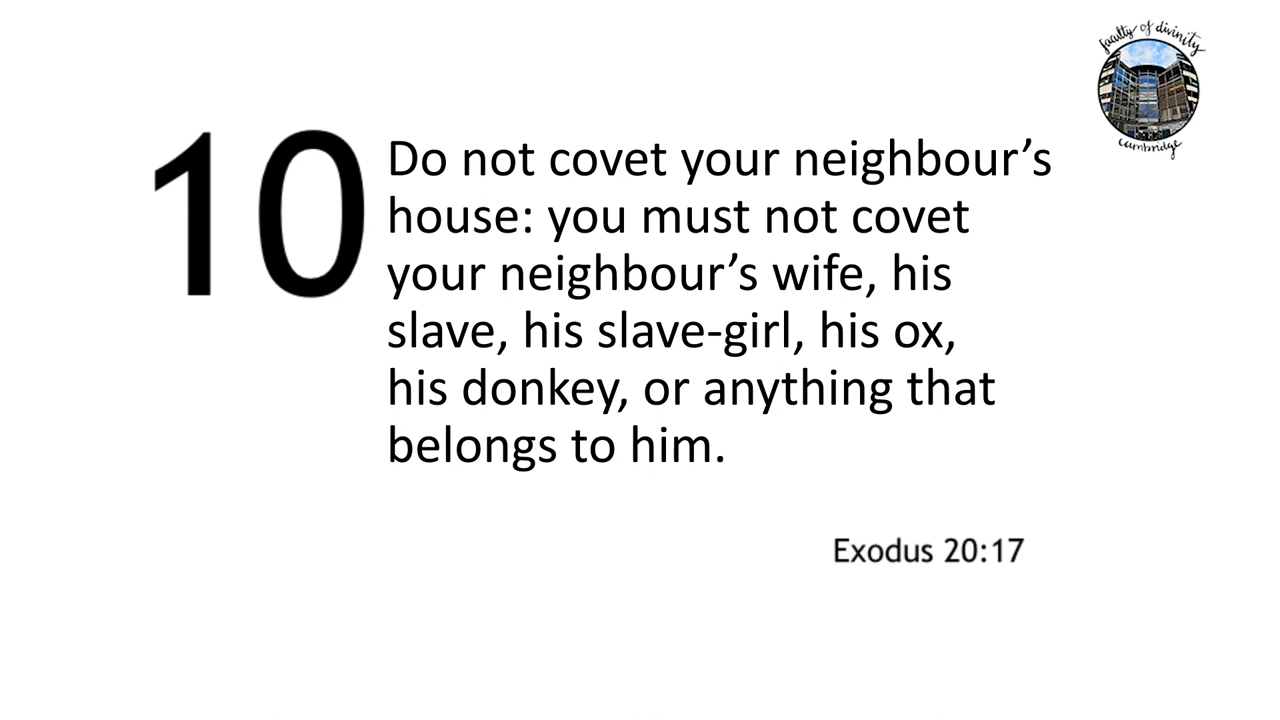 faculty of divinity
cambridge
10
Do not covet your neighbour’s
house: you must not covet
your neighbour’s wife, his
slave, his slave-girl, his ox,
his donkey, or anything that
belongs to him.
Exodus 20:17